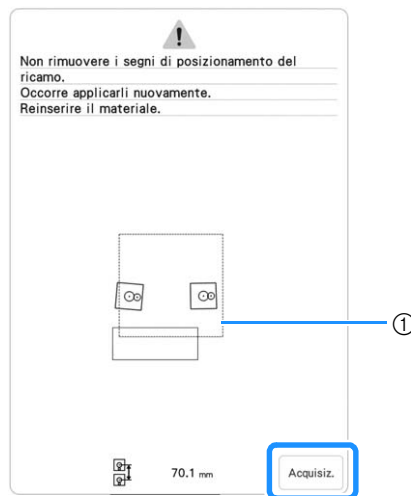 Non rimuovere i segni di posizionamento del
ricamo.
Occorre applicarli nuovamente.
Reinserire il materiale.
①
70.1 mm
Acquisiz.